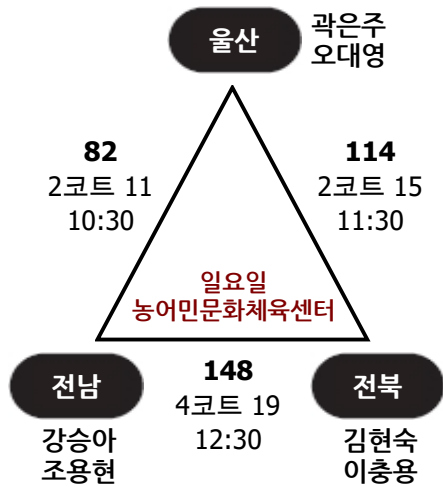 울산
곽은주
오대영
82
2코트 11
10:30
114
2코트 15
11:30
일요일
농어민문화체육센터
전남
강승아
조용현
148
4코트 19
12:30
전북
김현숙
이충용